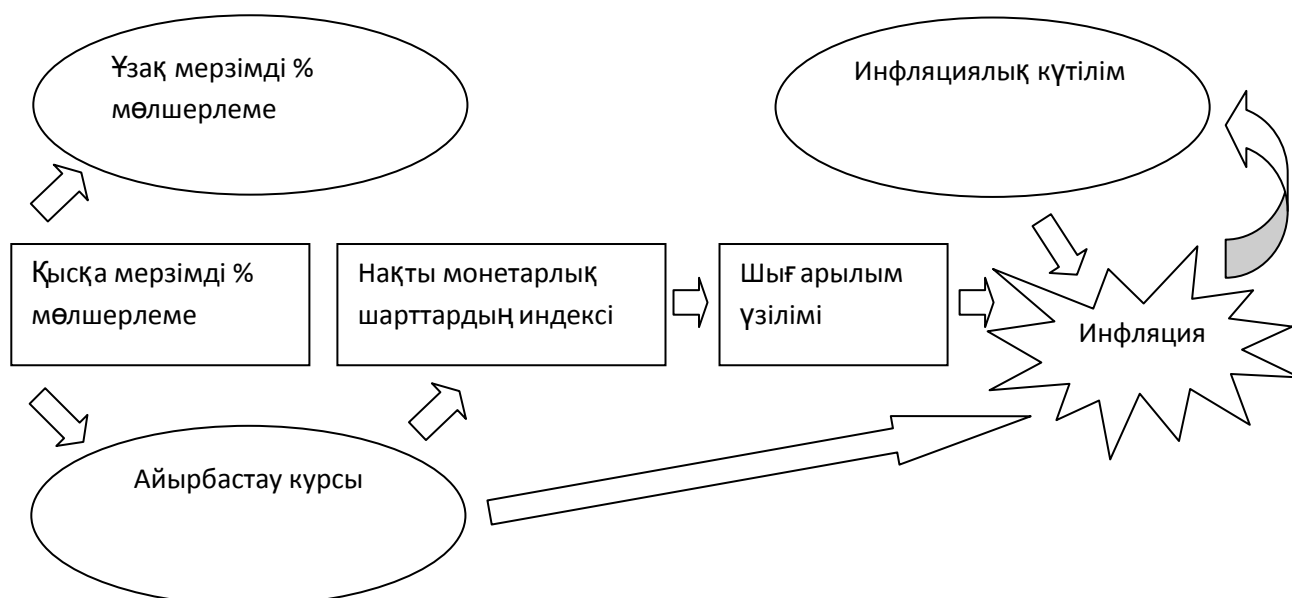 Ұзақ мерзімді %
мөлшерлеме
Инфляциялық күтілім
Қысқа мерзімді %
мөлшерлеме
Нақты монетарлық
шарттардың индексі
Шығарылым
үзілімі
Инфляция
Айырбастау курсы